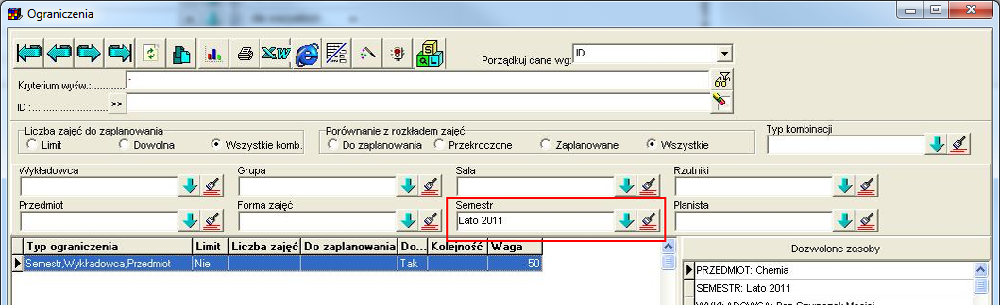 Ograniczenia
Porządkuj dane wg: ID
Kryterium wyśw.:............ -
ID :............................ >>
Liczba zajęć do zaplanowania
Limit Dowolna Wszystkie komb.
Porównanie z rozkładem zajęć
Do zaplanowania Przekroczone Zaplanowane Wszystkie
Typ kombinacji
Wykładowca Grupa Sala Rzutniki
Przedmiot Forma zajęć Semestr Planista
Lato 2011
Typ ograniczenia Limit Liczba zajęć Do zaplanowania Do... Kolejność Waga
Semestr,Wykładowca,Przedmiot Nie Tak 50
Dozwolone zasoby
PRZEDMIOT: Chemia
SEMESTR: Lato 2011